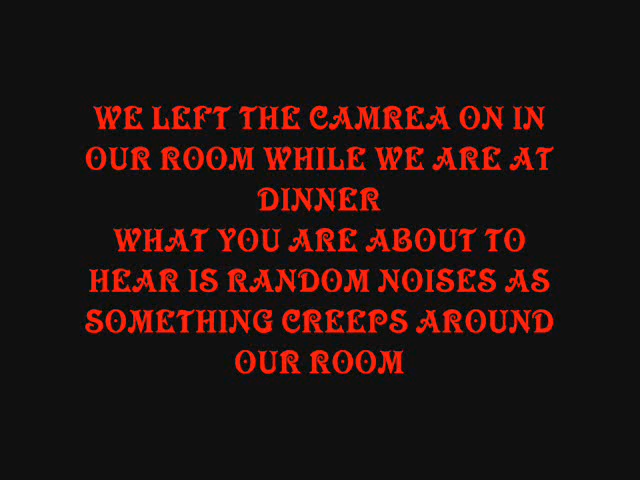 WE LEFT THE CAMREA ON IN
OUR ROOM WHILE WE ARE AT
DINNER
WHAT YOU ARE ABOUT TO
HEAR IS RANDOM NOISES AS
SOMETHING CREEPS AROUND
OUR ROOM